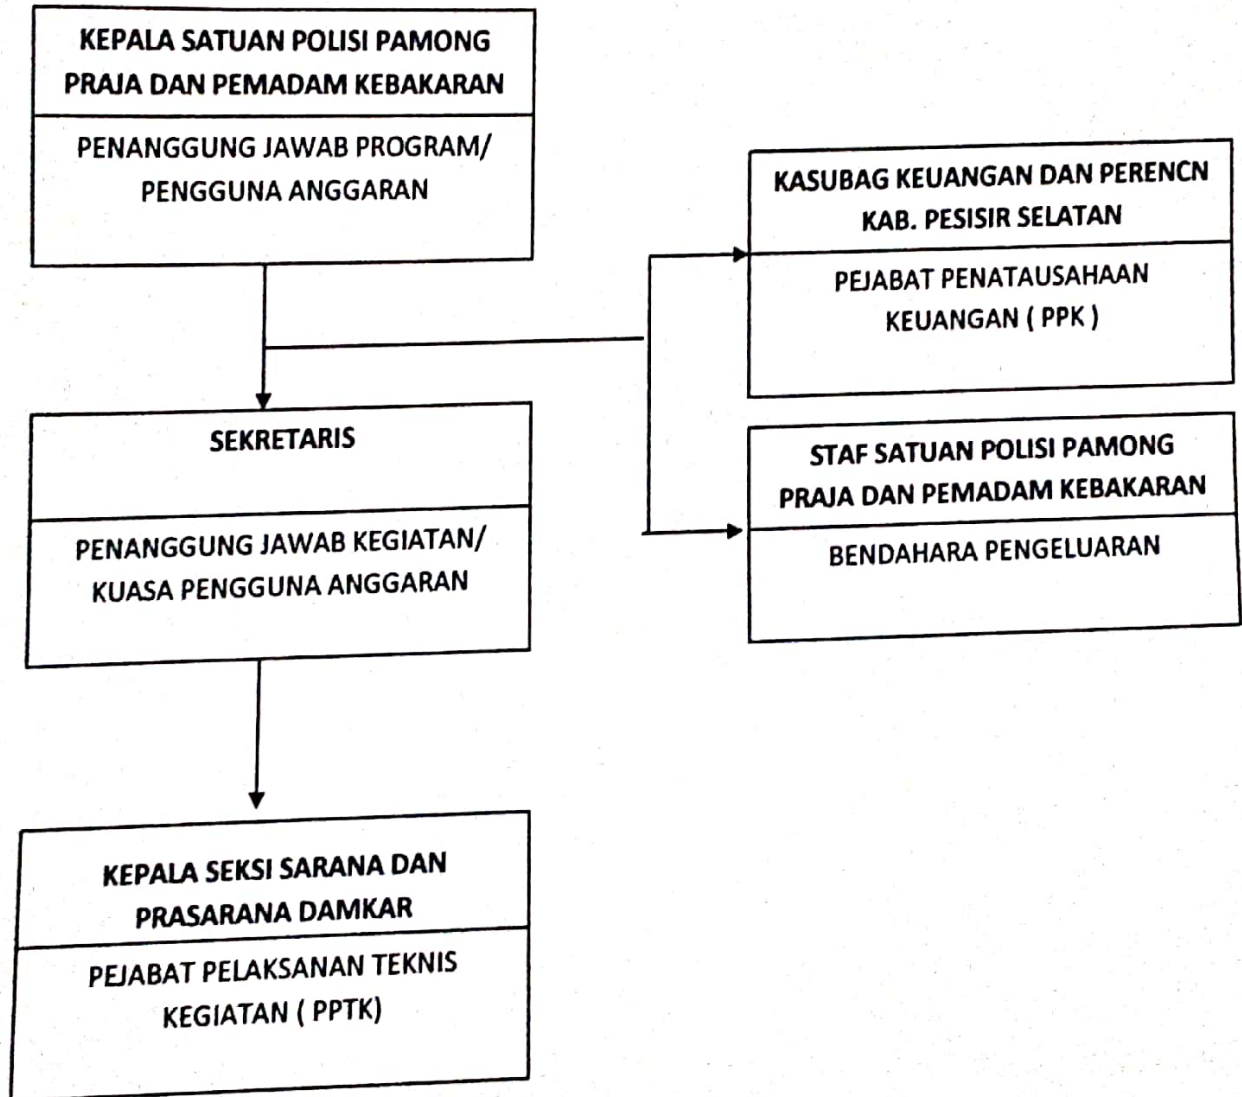 KEPALA SATUAN POLISI PAMONG
PRAJA DAN PEMADAM KEBAKARAN
PENANGGUNG JAWAB PROGRAM/
PENGGUNA ANGGARAN
KASUBAG KEUANGAN DAN PERENCN
KAB. PESISIR SELATAN
PEJABAT PENATAUSAHAAN
KEUANGAN ( PPK )
SEKRETARIS
PENANGGUNG JAWAB KEGIATAN/
KUASA PENGGUNA ANGGARAN
STAF SATUAN POLISI PAMONG
PRAJA DAN PEMADAM KEBAKARAN
BENDAHARA PENGELUARAN
KEPALA SEKSI SARANA DAN
PRASARANA DAMKAR
PEJABAT PELAKSANAN TEKNIS
KEGIATAN ( PPTK)